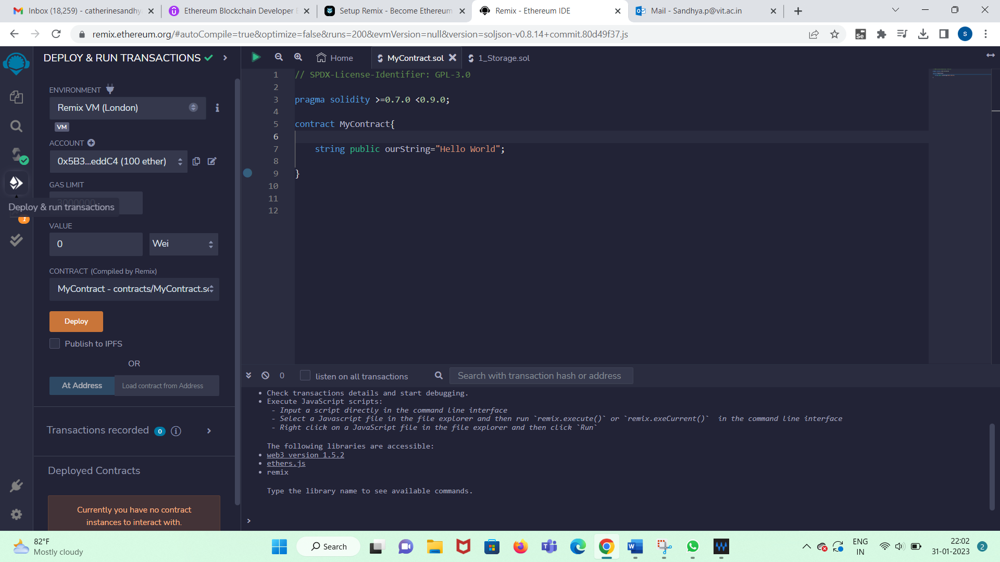 Inbox (18,259) - catherinesandhy
Ethereum Blockchain Developer B
Setup Remix - Become Ethereum
Remix - Ethereum IDE
Mail - Sandhya.p@vit.ac.in
remix.ethereum.org/#autoCompile=true&optimize=false&runs=200&evmVersion=null&version=soljson-v0.8.14+commit.80d49f37.js
Se
s
DEPLOY & RUN TRANSACTIONS
Home
MyContract.sol
1_Storage.sol
ENVIRONMENT
Remix VM (London)
VM
ACCOUNT
0x5B3...eddC4 (100 ether)
GAS LIMIT
3000000
Deploy & run transactions
1
VALUE
0
Wei
CONTRACT (Compiled by Remix)
MyContract - contracts/MyContract.so
Deploy
Publish to IPFS
OR
At Address
Load contract from Address
Transactions recorded 0 i
Deployed Contracts
Currently you have no contract
instances to interact with.
1 // SPDX-License-Identifier: GPL-3.0
2
3 pragma solidity >=0.7.0 <0.9.0;
4
5 contract MyContract{
6
7 string public ourString="Hello World";
8
9 }
10
11
12
0
listen on all transactions
Search with transaction hash or address
• Check transactions details and start debugging.
• Execute JavaScript scripts:
- Input a script directly in the command line interface
- Select a Javascript file in the file explorer and then run `remix.execute()` or `remix.exeCurrent()` in the command line interface
- Right click on a JavaScript file in the file explorer and then click `Run`
The following libraries are accessible:
• web3 version 1.5.2
• ethers.js
• remix
Type the library name to see available commands.
>
82°F
Mostly cloudy
Search
ENG
IN
22:02
31-01-2023
2